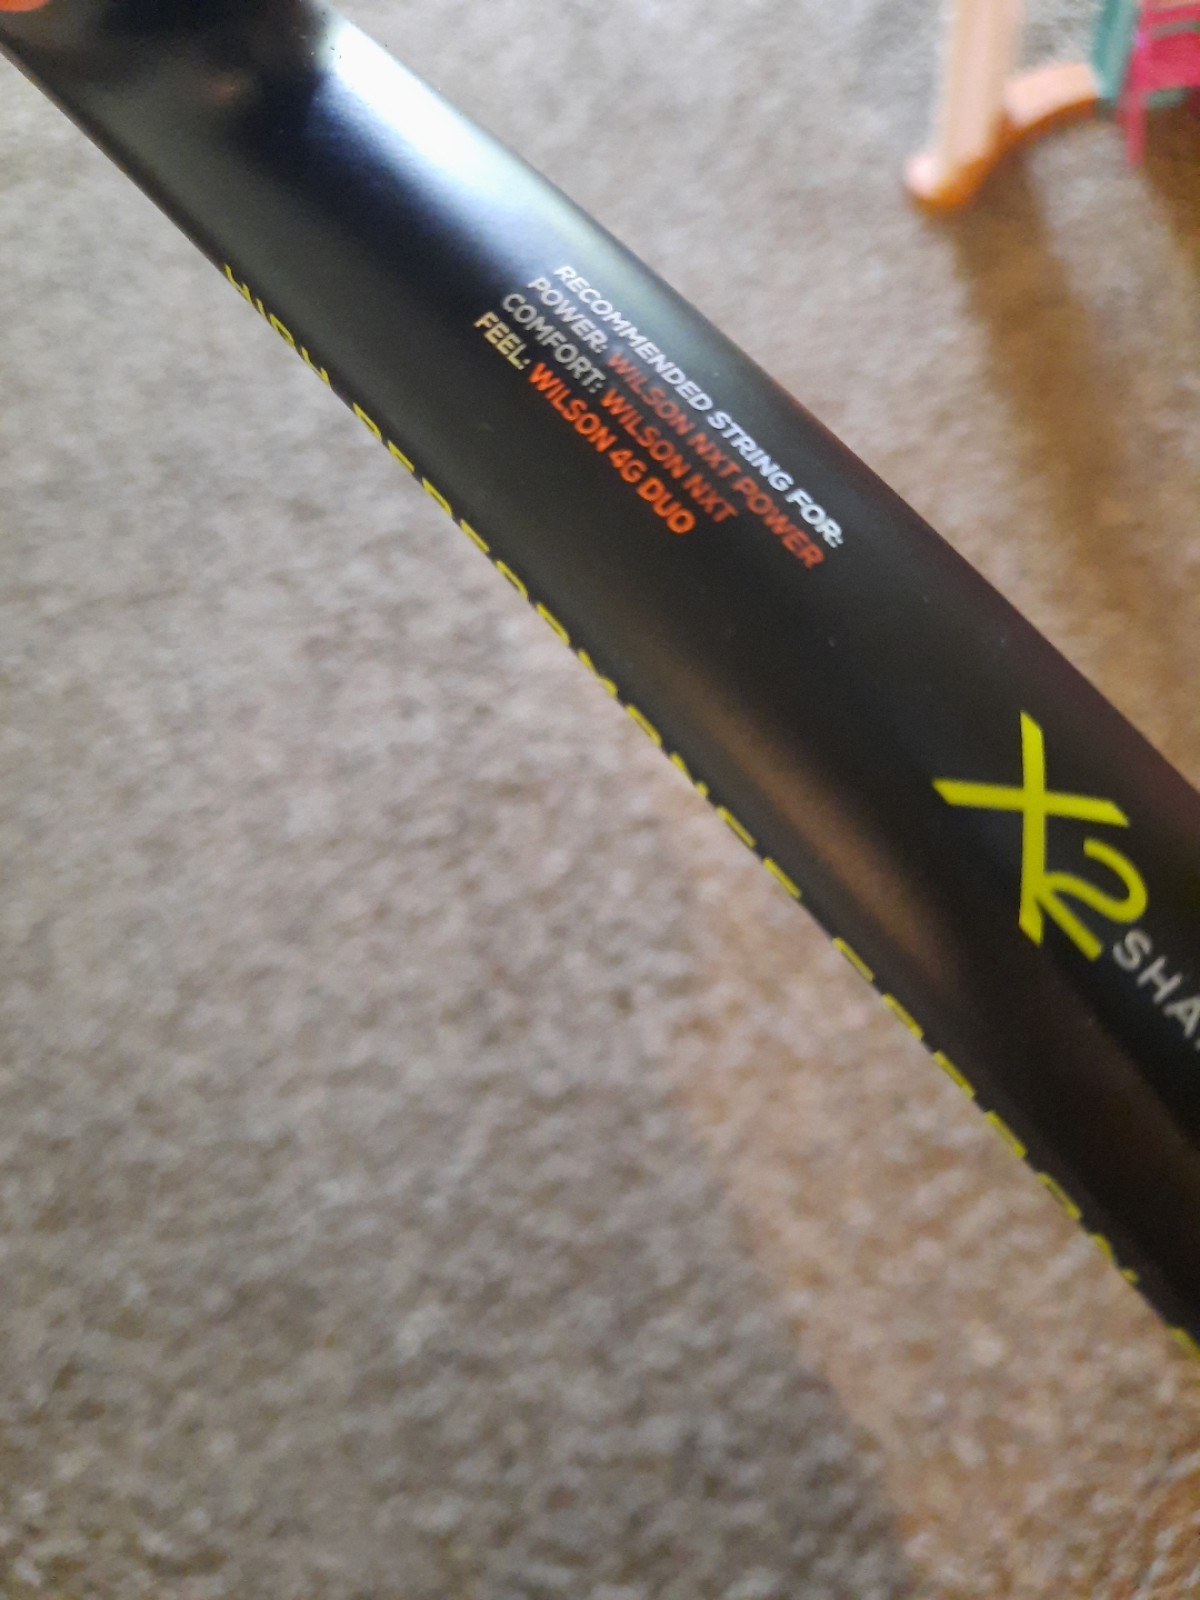 RECOMMENDED STRING FOR:
POWER: WILSON NXT POWER
COMFORT: WILSON NXT
FEEL: WILSON 4G DUO
X2